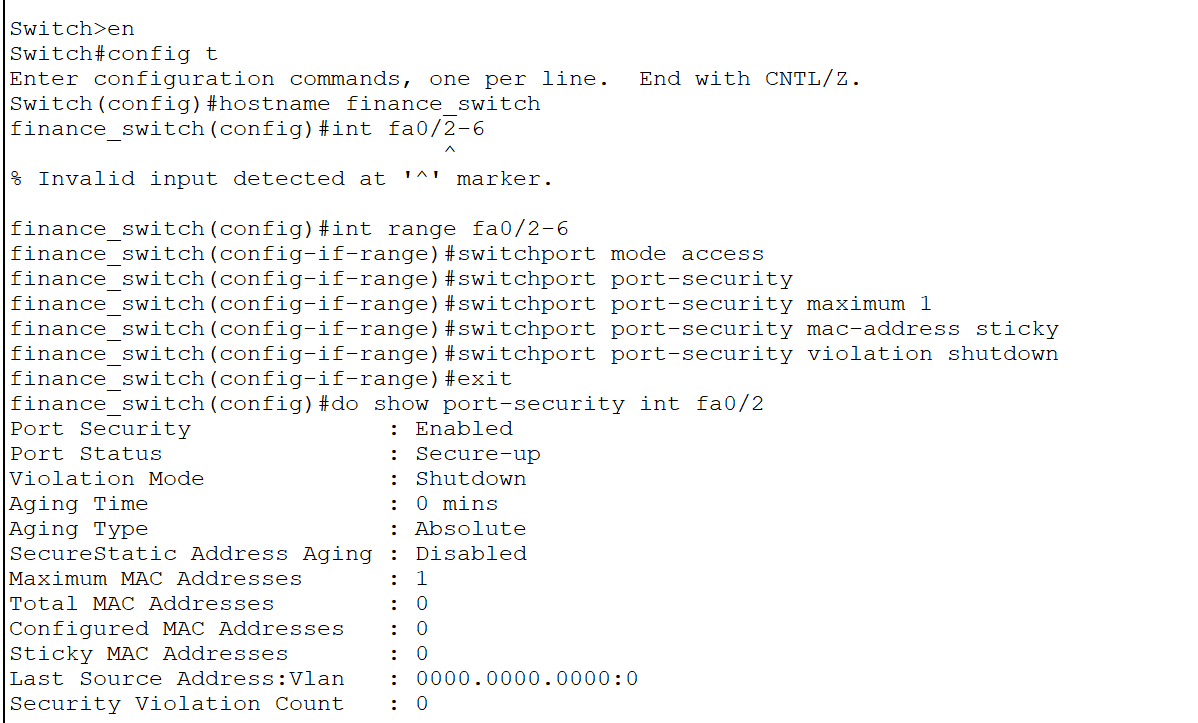 Switch>en
Switch#config t
Enter configuration commands, one per line.  End with CNTL/Z.
Switch(config)#hostname finance_switch
finance_switch(config)#int fa0/2-6
                               ^
% Invalid input detected at '^' marker.

finance_switch(config)#int range fa0/2-6
finance_switch(config-if-range)#switchport mode access
finance_switch(config-if-range)#switchport port-security
finance_switch(config-if-range)#switchport port-security maximum 1
finance_switch(config-if-range)#switchport port-security mac-address sticky
finance_switch(config-if-range)#switchport port-security violation shutdown
finance_switch(config-if-range)#exit
finance_switch(config)#do show port-security int fa0/2
Port Security              : Enabled
Port Status                : Secure-up
Violation Mode             : Shutdown
Aging Time                 : 0 mins
Aging Type                 : Absolute
SecureStatic Address Aging : Disabled
Maximum MAC Addresses      : 1
Total MAC Addresses        : 0
Configured MAC Addresses   : 0
Sticky MAC Addresses       : 0
Last Source Address:Vlan   : 0000.0000.0000:0
Security Violation Count   : 0